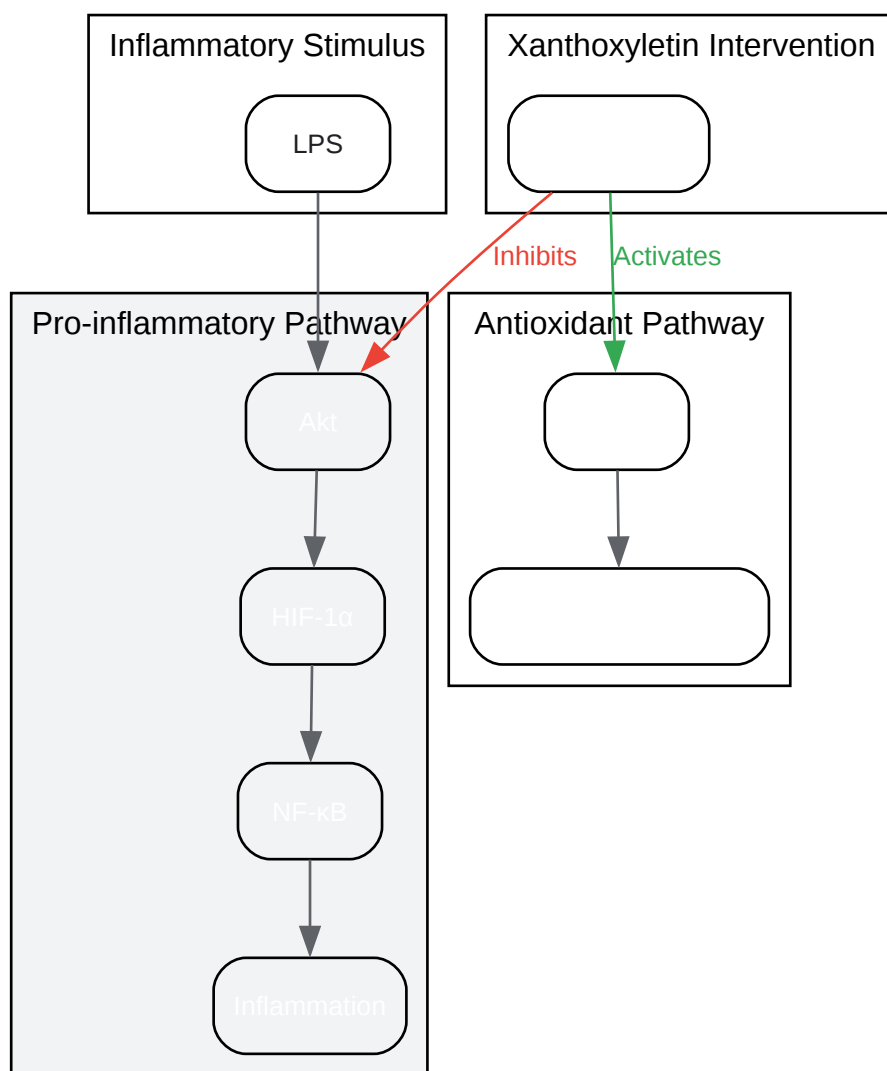 Inflammatory Stimulus
Xanthoxyletin Intervention
LPS
Inhibits
Activates
Pro-inflammatory Pathway
Antioxidant Pathway
Akt
HIF-1α
NF-κB
Inflammation